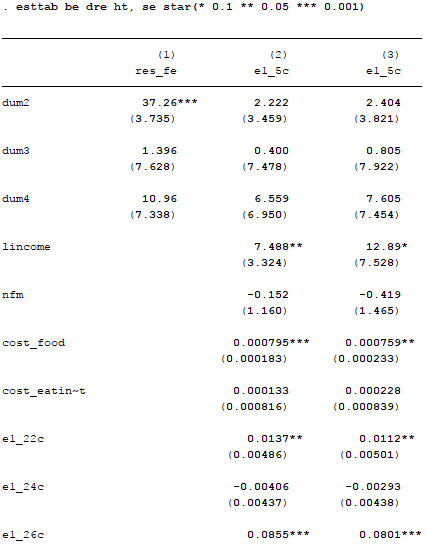 . esttab be dre ht, se star(* 0.1 ** 0.05 *** 0.001)
(1) (2) (3)
res_fe el_5c el_5c
dum2 37.26*** 2.222 2.404
(3.735) (3.459) (3.821)
dum3 1.396 0.400 0.805
(7.628) (7.478) (7.922)
dum4 10.96 6.559 7.605
(7.338) (6.950) (7.454)
lincome 7.488** 12.89*
(3.324) (7.528)
nfm -0.152 -0.419
(1.160) (1.465)
cost_food 0.000795*** 0.000759**
(0.000183) (0.000233)
cost_eatin~t 0.000133 0.000228
(0.000816) (0.000839)
el_22c 0.0137** 0.0112**
(0.00486) (0.00501)
el_24c -0.00406 -0.00293
(0.00437) (0.00438)
el_26c 0.0855*** 0.0801***